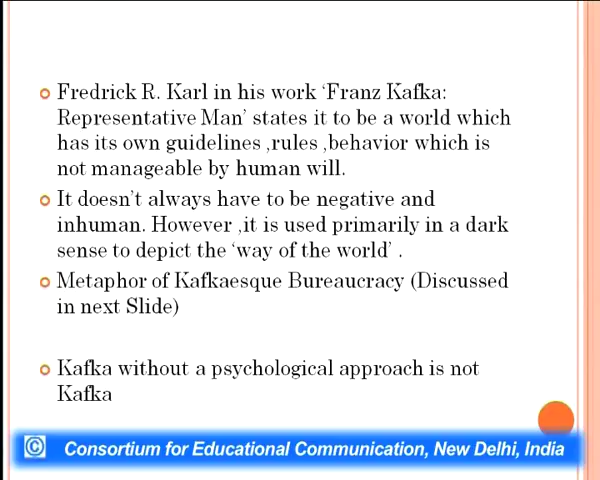 Fredrick R. Karl in his work ‘Franz Kafka:
Representative Man’ states it to be a world which
has its own guidelines ,rules ,behavior which is
not manageable by human will.
It doesn’t always have to be negative and
inhuman. However ,it is used primarily in a dark
sense to depict the ‘way of the world’ .
Metaphor of Kafkaesque Bureaucracy (Discussed
in next Slide)
Kafka without a psychological approach is not
Kafka
© Consortium for Educational Communication, New Delhi, India